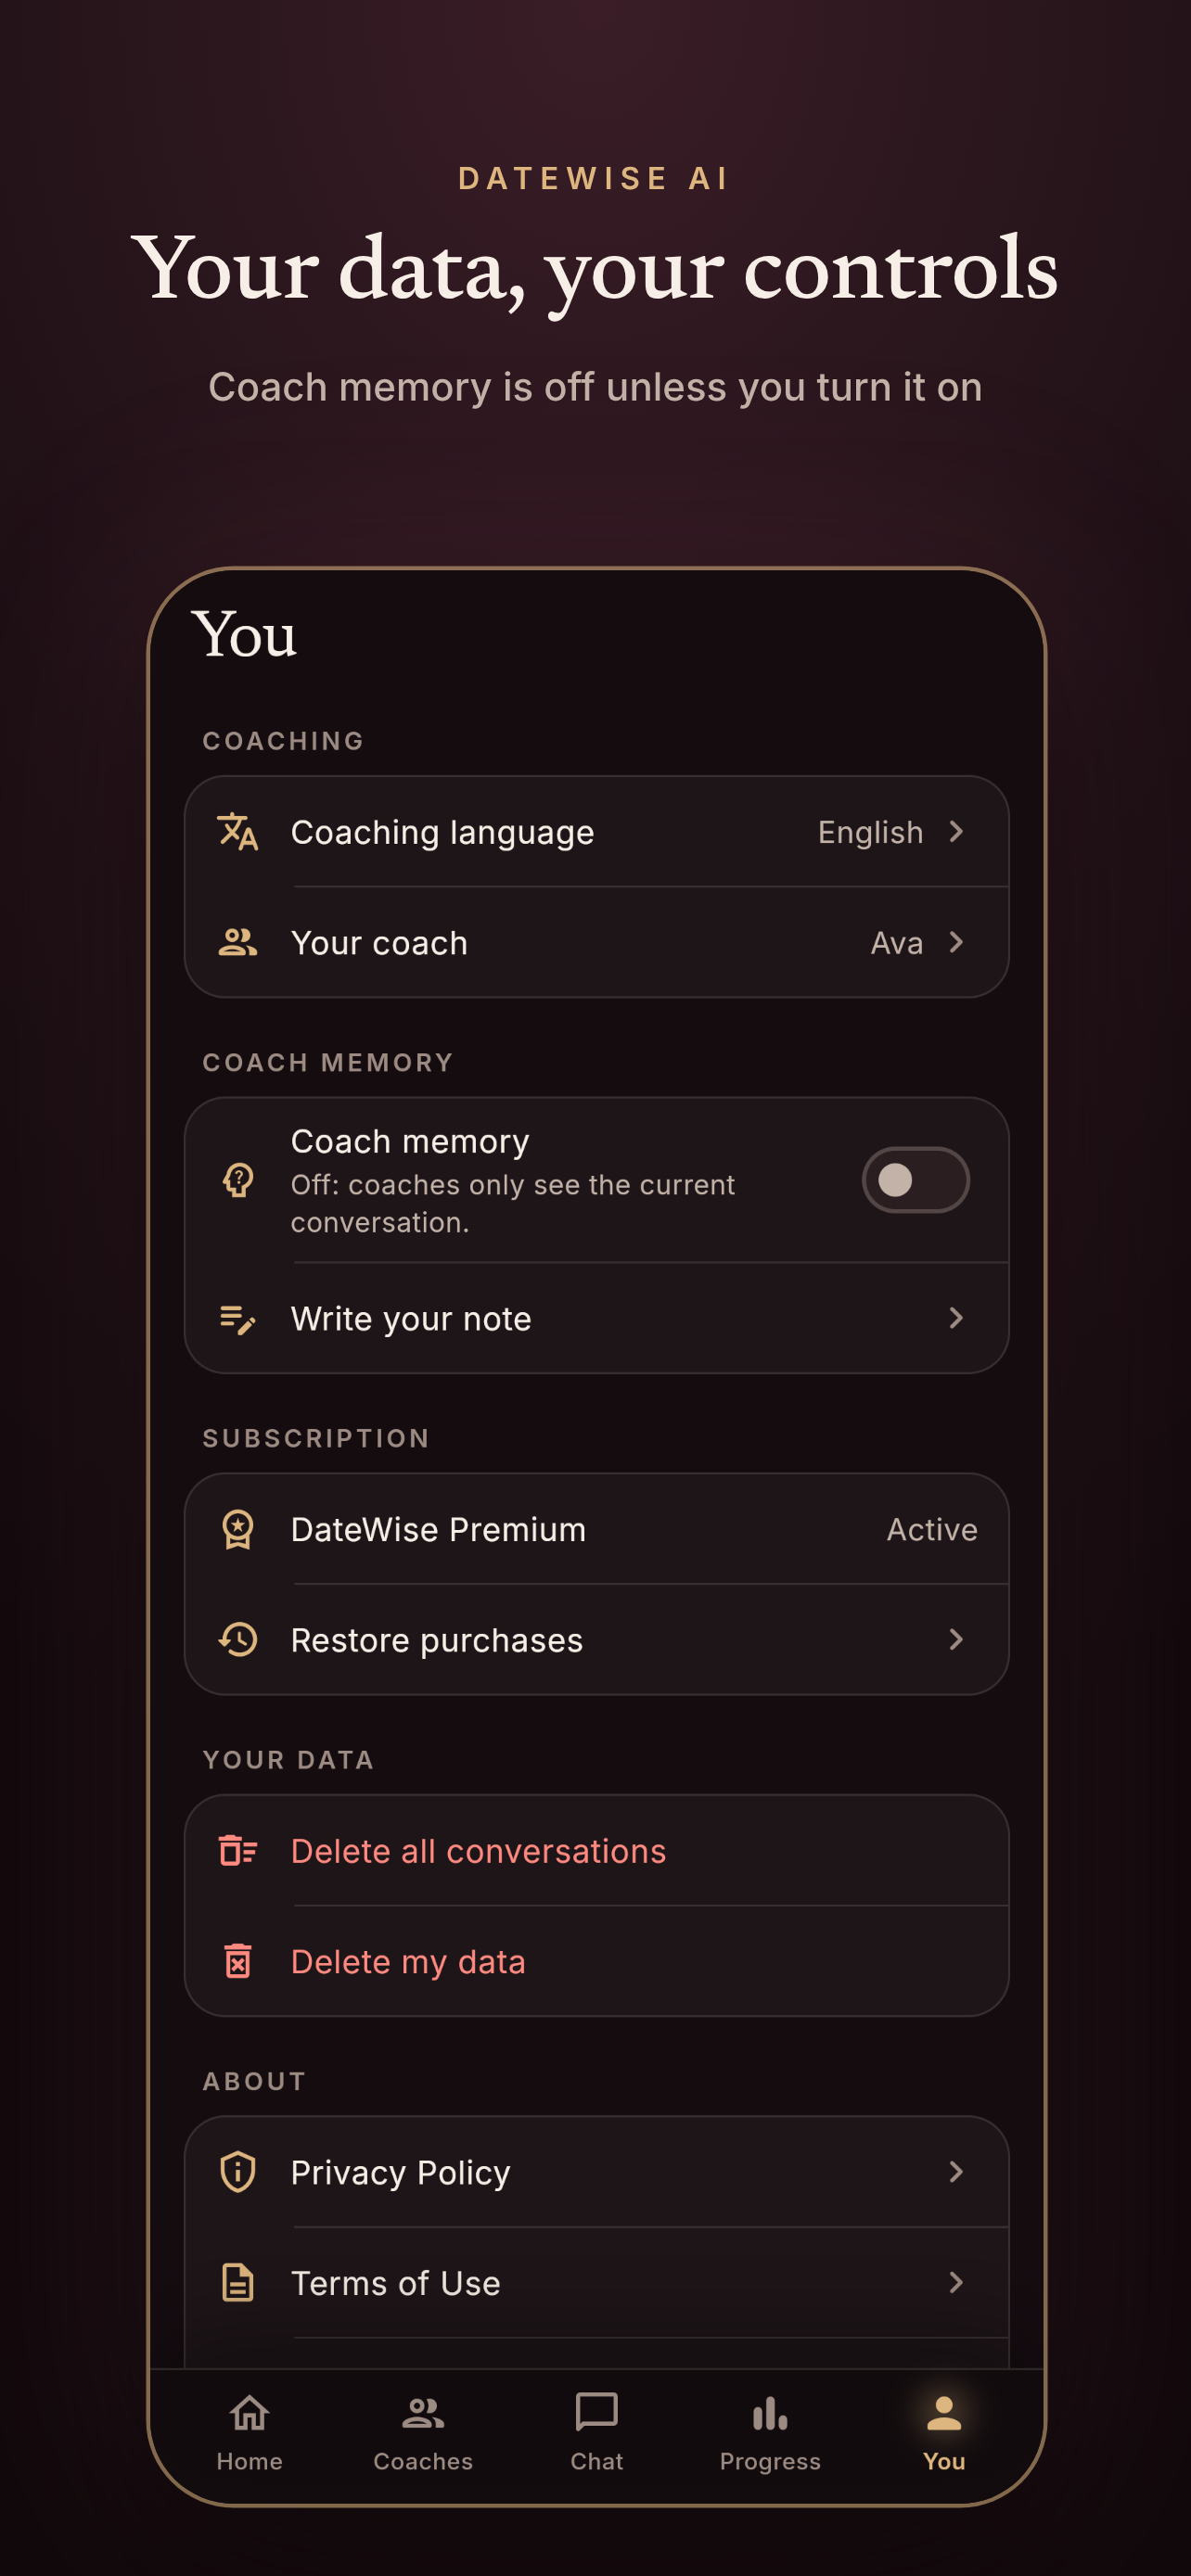 DATEWISE AI
Your data, your controls
Coach memory is off unless you turn it on
You
COACHING
Coaching language English
Your coach Ava
COACH MEMORY
Coach memory
Off: coaches only see the current
conversation.
Write your note
SUBSCRIPTION
DateWise Premium Active
Restore purchases
YOUR DATA
Delete all conversations
Delete my data
ABOUT
Privacy Policy
Terms of Use
Home Coaches Chat Progress You